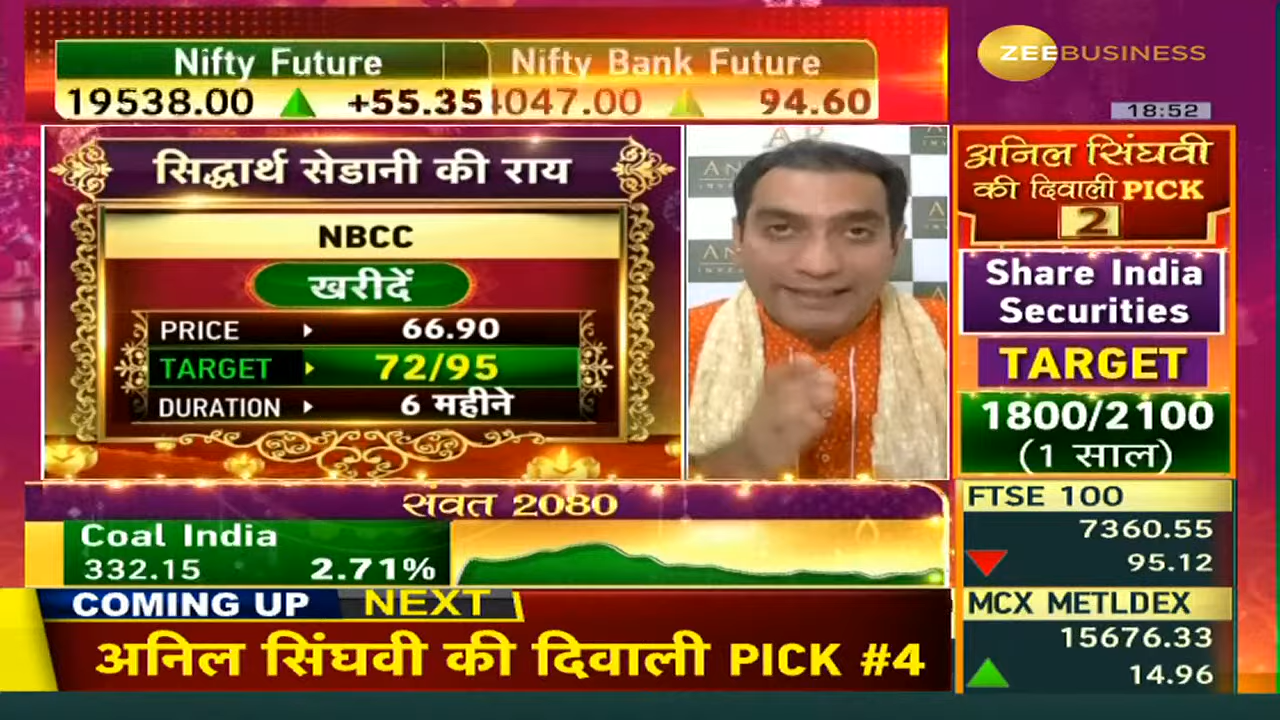 Nifty Future
Nifty Bank Future
19538.00 +55.35
4047.00 94.60
ZEE BUSINESS
18:52
सिद्धार्थ सेडानी की राय
NBCC
खरीदें
PRICE 66.90
TARGET 72/95
DURATION 6 महीने
अनिल सिंघवी
की दिवाली PICK
2
Share India
Securities
TARGET
1800/2100
(1 साल)
संवत 2080
Coal India
332.15 2.71%
FTSE 100
7360.55
95.12
MCX METLDEX
15676.33
14.96
COMING UP NEXT
अनिल सिंघवी की दिवाली PICK #4